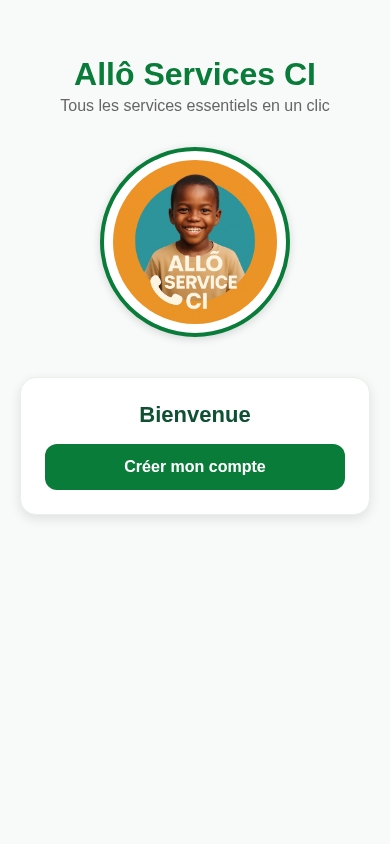 Allô Services CI
Tous les services essentiels en un clic
ALLÔ
SERVICE
CI
Bienvenue
Créer mon compte